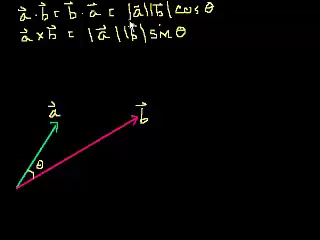 a⃗ · b⃗ = b⃗ · a⃗ = |a⃗||b⃗| cos θ
a⃗ × b⃗ = |a⃗||b⃗| sin θ
a⃗
b⃗
θ